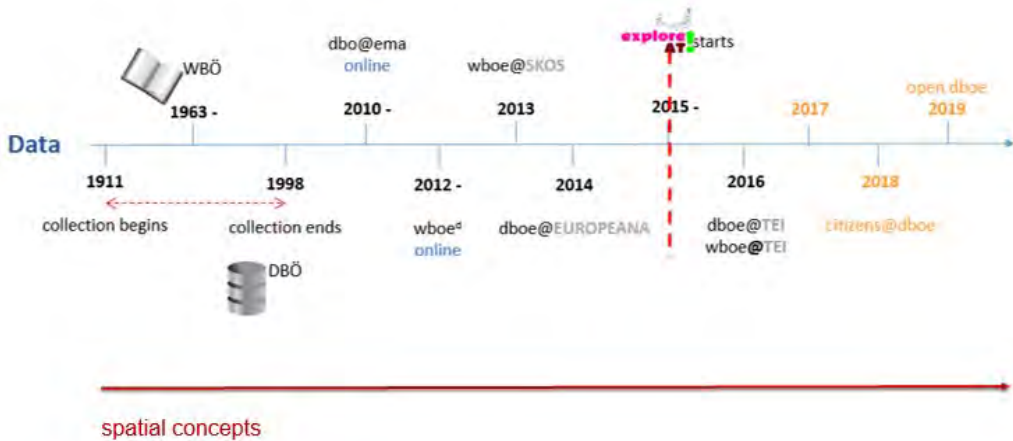 explore
AT!
starts
WBÖ
dbo@ema
online
wboe@SKOS
open dboe
1963 -
2010 -
2013
2015 -
2017
2019
Data
1911
1998
2012 -
2014
2016
2018
collection begins
collection ends
wboeᵈ
online
dboe@EUROPEANA
dboe@TEI
wboe@TEI
citizens@dboe
DBÖ
spatial concepts